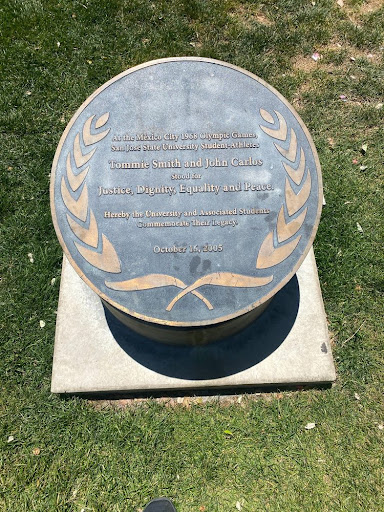 At the Mexico City 1968 Olympic Games,
San Jose State University Student-Athletes
Tommie Smith and John Carlos
Stood for
Justice, Dignity, Equality and Peace.
Hereby the University and Associated Students
Commemorate Their Legacy.
October 16, 2005